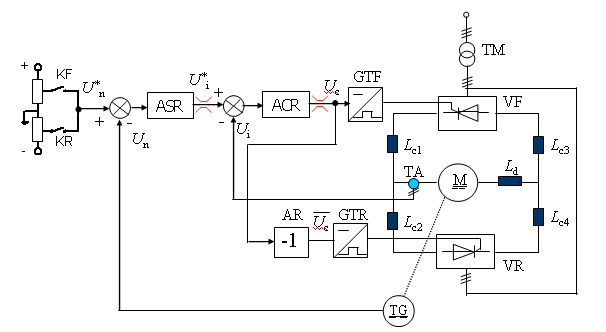 TM
GTF
+
KF
U*n
U*i
Uc
VF
+
-
ASR
+
-
ACR
KR
Un
Ui
Lc1
Lc3
-
TA
M
Ld
AR
Uc
GTR
Lc2
Lc4
-1
VR
TG